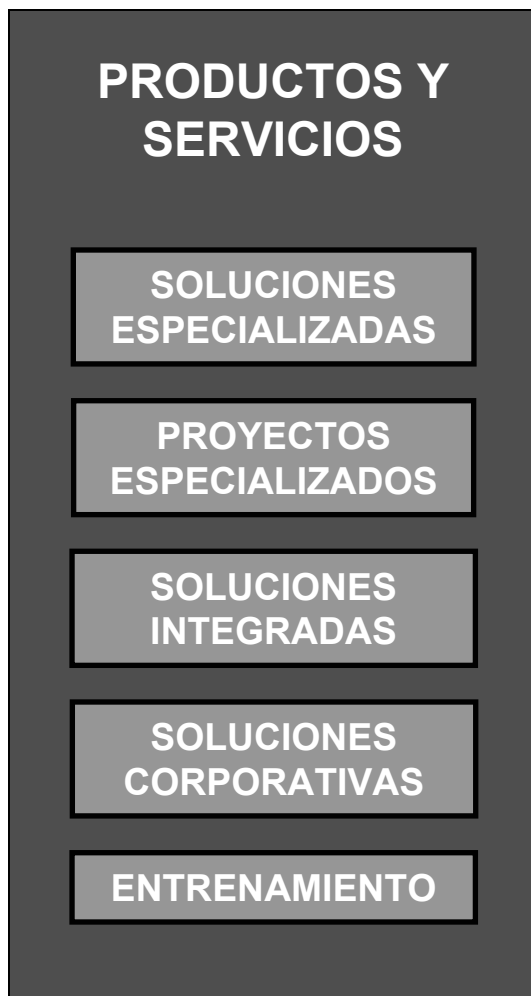 PRODUCTOS Y
SERVICIOS
SOLUCIONES
ESPECIALIZADAS
PROYECTOS
ESPECIALIZADOS
SOLUCIONES
INTEGRADAS
SOLUCIONES
CORPORATIVAS
ENTRENAMIENTO